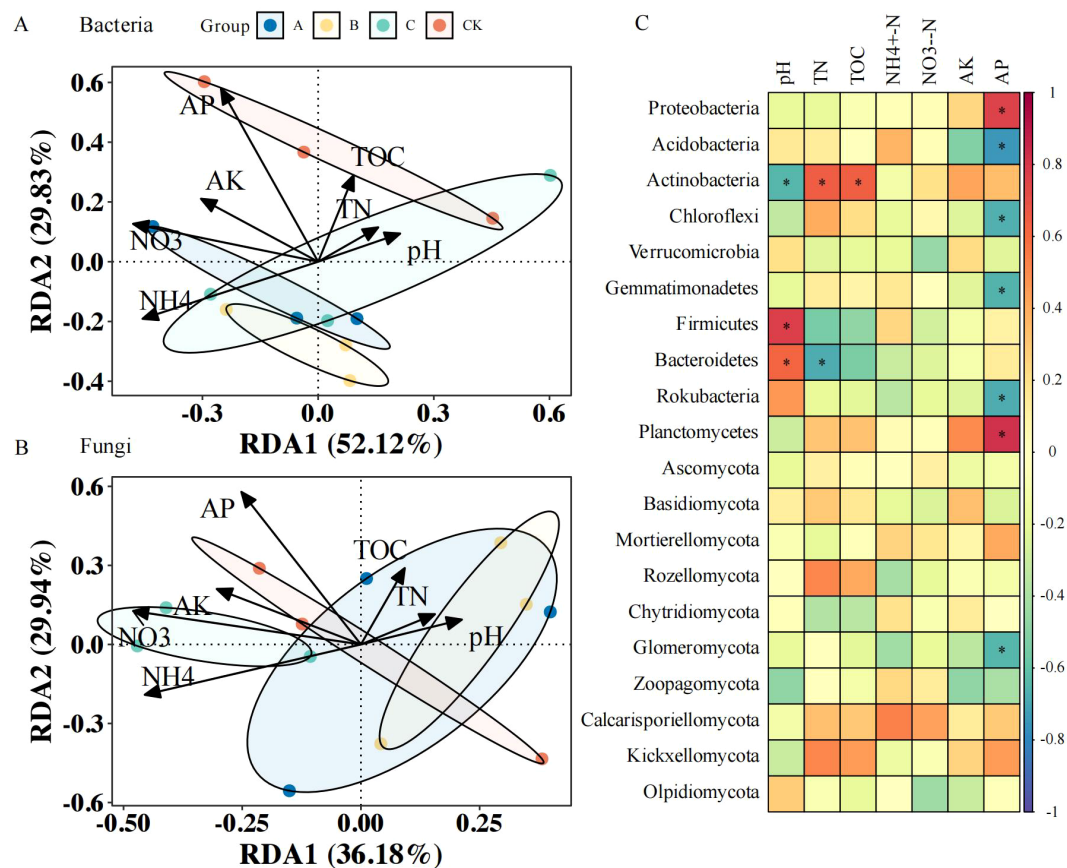 A Bacteria Group A B C CK
0.6
0.4
0.2
0.0
-0.2
-0.4
RDA2 (29.83%)
AP
TOC
AK
TN
NO3
pH
NH4
-0.3 0.0 0.3 0.6
RDA1 (52.12%)
B Fungi
0.6
0.3
0.0
-0.3
-0.6
RDA2 (29.94%)
AP
TOC
AK
TN
NO3
pH
NH4
-0.50 -0.25 0.00 0.25
RDA1 (36.18%)
C
pH TN TOC NH4+-N NO3--N AK AP
Proteobacteria *
Acidobacteria *
Actinobacteria * * *
Chloroflexi *
Verrucomicrobia
Gemmatimonadetes *
Firmicutes *
Bacteroidetes * *
Rokubacteria *
Planctomycetes *
Ascomycota
Basidiomycota
Mortierellomycota
Rozellomycota
Chytridiomycota
Glomeromycota *
Zoopagomycota
Calcarisporiellomycota
Kickxellomycota
Olpidiomycota
1
0.8
0.6
0.4
0.2
0
-0.2
-0.4
-0.6
-0.8
-1